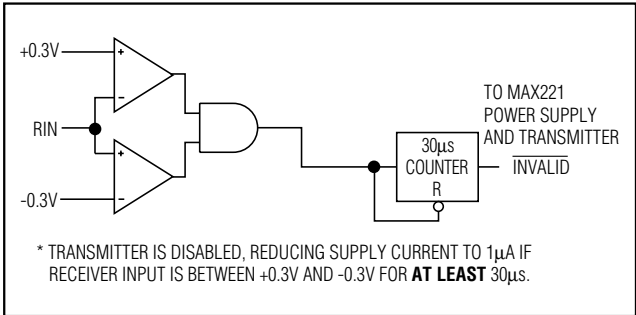 +0.3V
RIN
-0.3V
+
-
+
-
30μs
COUNTER
R
TO MAX221
POWER SUPPLY
AND TRANSMITTER
INVALID
* TRANSMITTER IS DISABLED, REDUCING SUPPLY CURRENT TO 1μA IF
RECEIVER INPUT IS BETWEEN +0.3V AND -0.3V FOR AT LEAST 30μs.